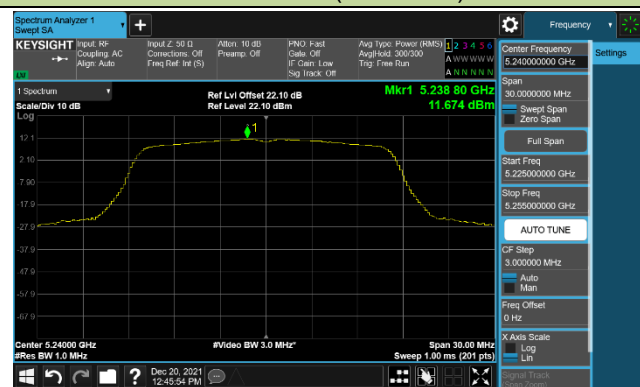 Spectrum Analyzer 1
Swept SA
Frequency
KEYSIGHT
Input: RF
Coupling: AC
Align: Auto
Input Z: 50 Ω
Corrections: Off
Freq Ref: Int (S)
Atten: 10 dB
Preamp: Off
PNO: Fast
Gate: Off
IF Gain: Low
Sig Track: Off
Avg Type: Power (RMS)
Avg|Hold: 300/300
Trig: Free Run
1 2 3 4 5 6
A W W W W W
A N N N N N
LXI
Center Frequency
5.240000000 GHz
Settings
1 Spectrum
Scale/Div 10 dB
Log
Ref Lvl Offset 22.10 dB
Ref Level 22.10 dBm
Mkr1 5.238 80 GHz
11.674 dBm
Span
30.0000000 MHz
Swept Span
Zero Span
Full Span
Start Freq
5.225000000 GHz
Stop Freq
5.255000000 GHz
AUTO TUNE
CF Step
3.000000 MHz
Auto
Man
Freq Offset
0 Hz
X Axis Scale
Log
Lin
Signal Track
(Span Zoom)
1
12.1
2.10
-7.90
-17.9
-27.9
-37.9
-47.9
-57.9
-67.9
Center 5.24000 GHz
#Res BW 1.0 MHz
#Video BW 3.0 MHz*
Span 30.00 MHz
Sweep 1.00 ms (201 pts)
?
Dec 20, 2021
12:45:54 PM